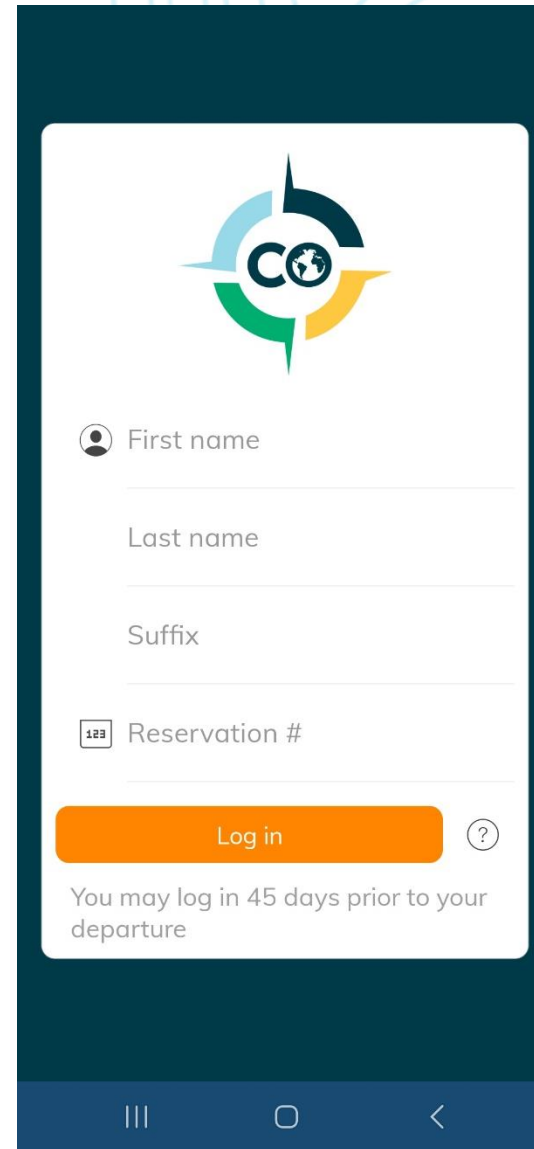 CO
First name
Last name
Suffix
123 Reservation #
Log in ?
You may log in 45 days prior to your
departure